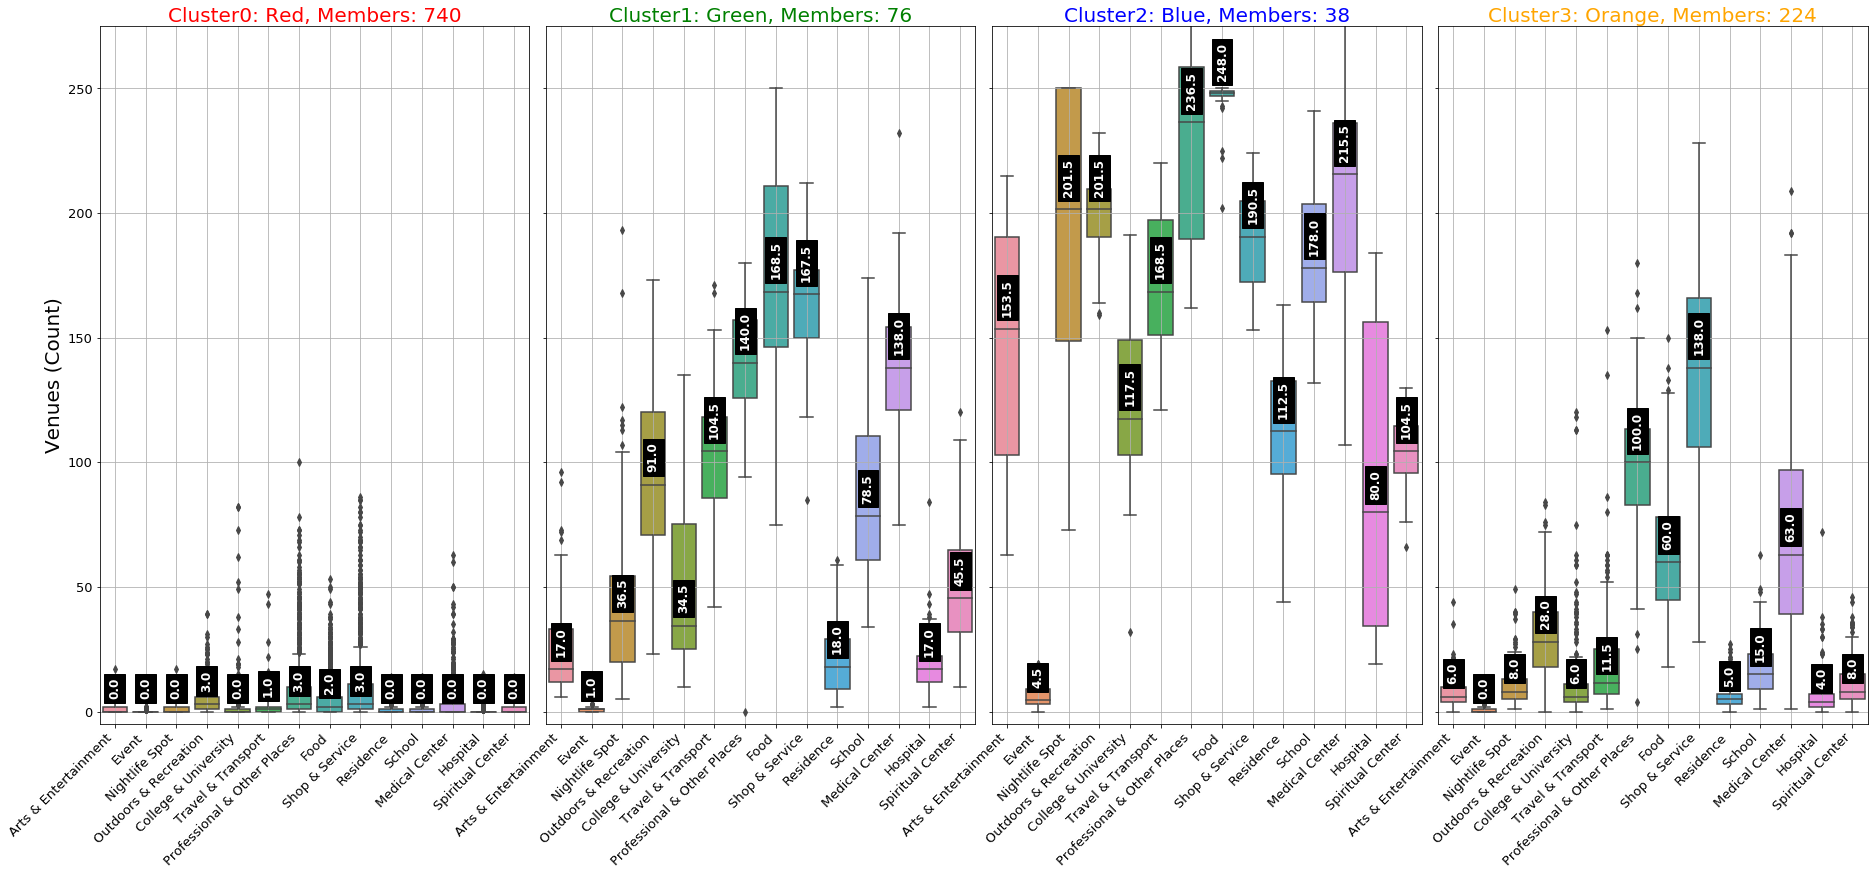 Cluster0: Red, Members: 740
Cluster1: Green, Members: 76
Cluster2: Blue, Members: 38
Cluster3: Orange, Members: 224
Venues (Count)
250
200
150
100
50
0
0.0
0.0
0.0
3.0
0.0
1.0
3.0
2.0
3.0
0.0
0.0
0.0
0.0
0.0
Arts & Entertainment
Event
Nightlife Spot
Outdoors & Recreation
College & University
Travel & Transport
Professional & Other Places
Food
Shop & Service
Residence
School
Medical Center
Hospital
Spiritual Center
17.0
1.0
36.5
91.0
34.5
104.5
140.0
168.5
167.5
18.0
78.5
138.0
17.0
45.5
Arts & Entertainment
Event
Nightlife Spot
Outdoors & Recreation
College & University
Travel & Transport
Professional & Other Places
Food
Shop & Service
Residence
School
Medical Center
Hospital
Spiritual Center
153.5
4.5
201.5
201.5
117.5
168.5
236.5
248.0
190.5
112.5
178.0
215.5
80.0
104.5
Arts & Entertainment
Event
Nightlife Spot
Outdoors & Recreation
College & University
Travel & Transport
Professional & Other Places
Food
Shop & Service
Residence
School
Medical Center
Hospital
Spiritual Center
6.0
0.0
8.0
28.0
6.0
11.5
100.0
60.0
138.0
5.0
15.0
63.0
4.0
8.0
Arts & Entertainment
Event
Nightlife Spot
Outdoors & Recreation
College & University
Travel & Transport
Professional & Other Places
Food
Shop & Service
Residence
School
Medical Center
Hospital
Spiritual Center